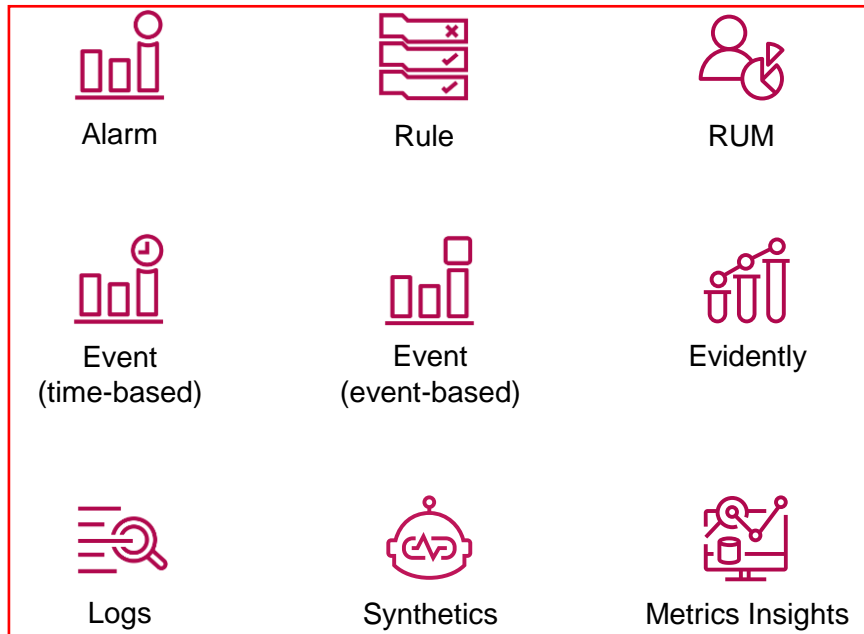 Alarm
Rule
RUM
Event
(time-based)
Event
(event-based)
Evidently
Logs
Synthetics
Metrics Insights